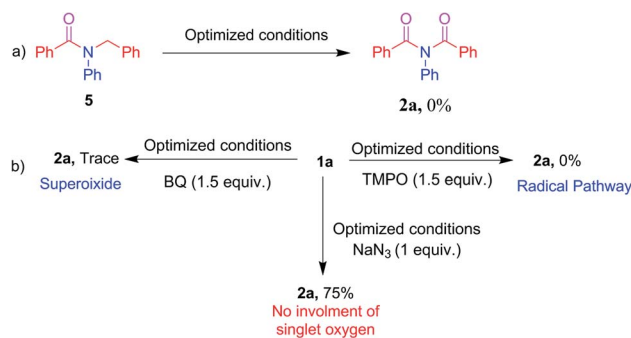 a)
O
Ph
N
Ph
Ph
5
Optimized conditions
O
O
Ph
N
Ph
Ph
2a, 0%
b)
2a, Trace
Superoixide
Optimized conditions
BQ (1.5 equiv.)
1a
Optimized conditions
TMPO (1.5 equiv.)
2a, 0%
Radical Pathway
Optimized conditions
NaN3 (1 equiv.)
2a, 75%
No involment of
singlet oxygen